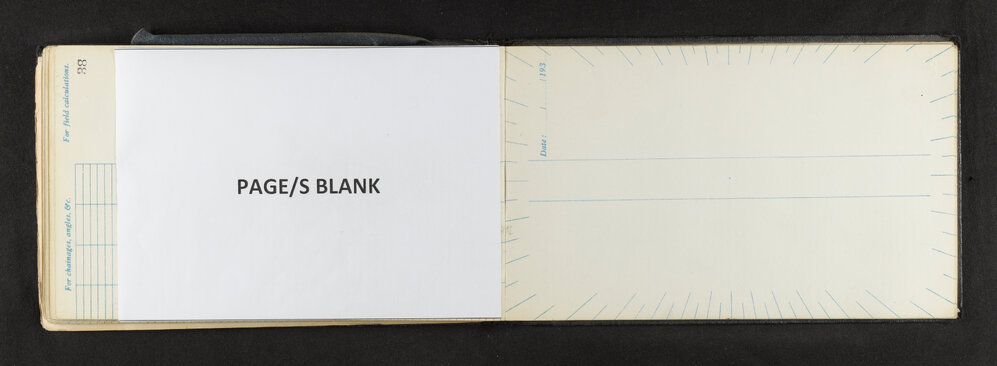 For field calculations.
38
For chainages, angles, &c.
PAGE/S BLANK
Date: 193